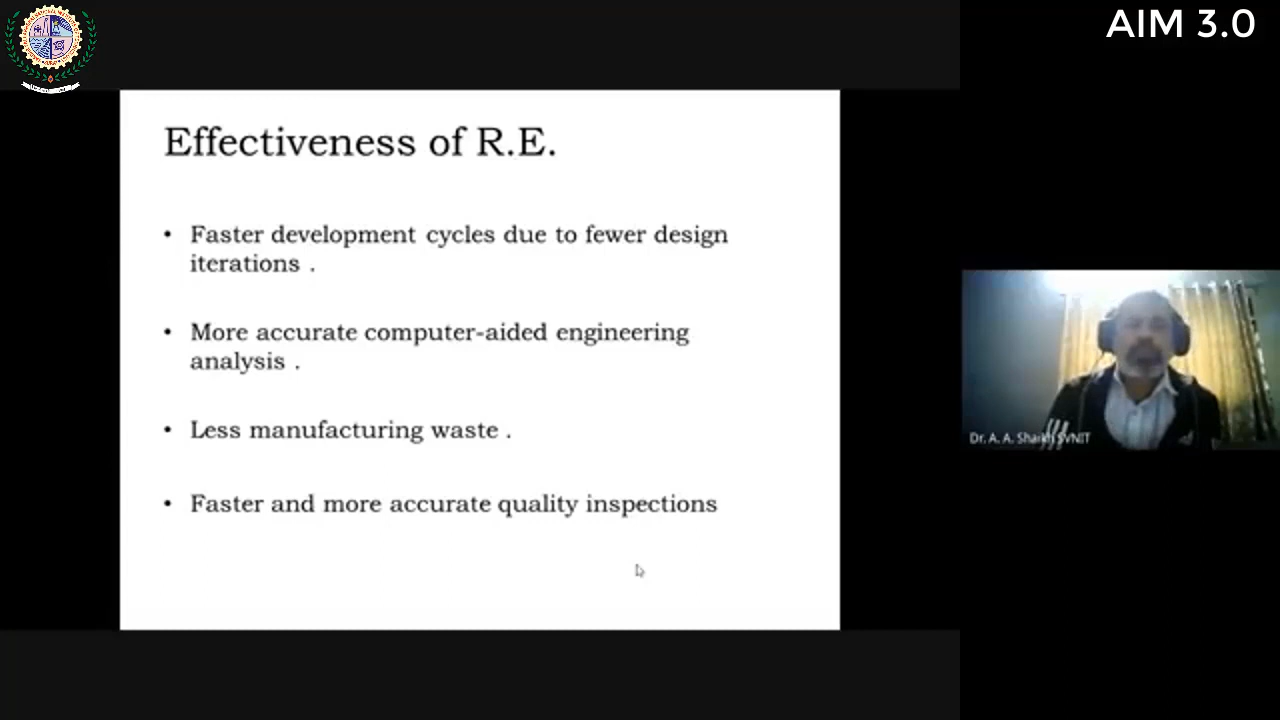 AIM 3.0
Effectiveness of R.E.
• Faster development cycles due to fewer design
iterations .
• More accurate computer-aided engineering
analysis .
• Less manufacturing waste .
• Faster and more accurate quality inspections
Dr. A. A. Shaikh SVNIT